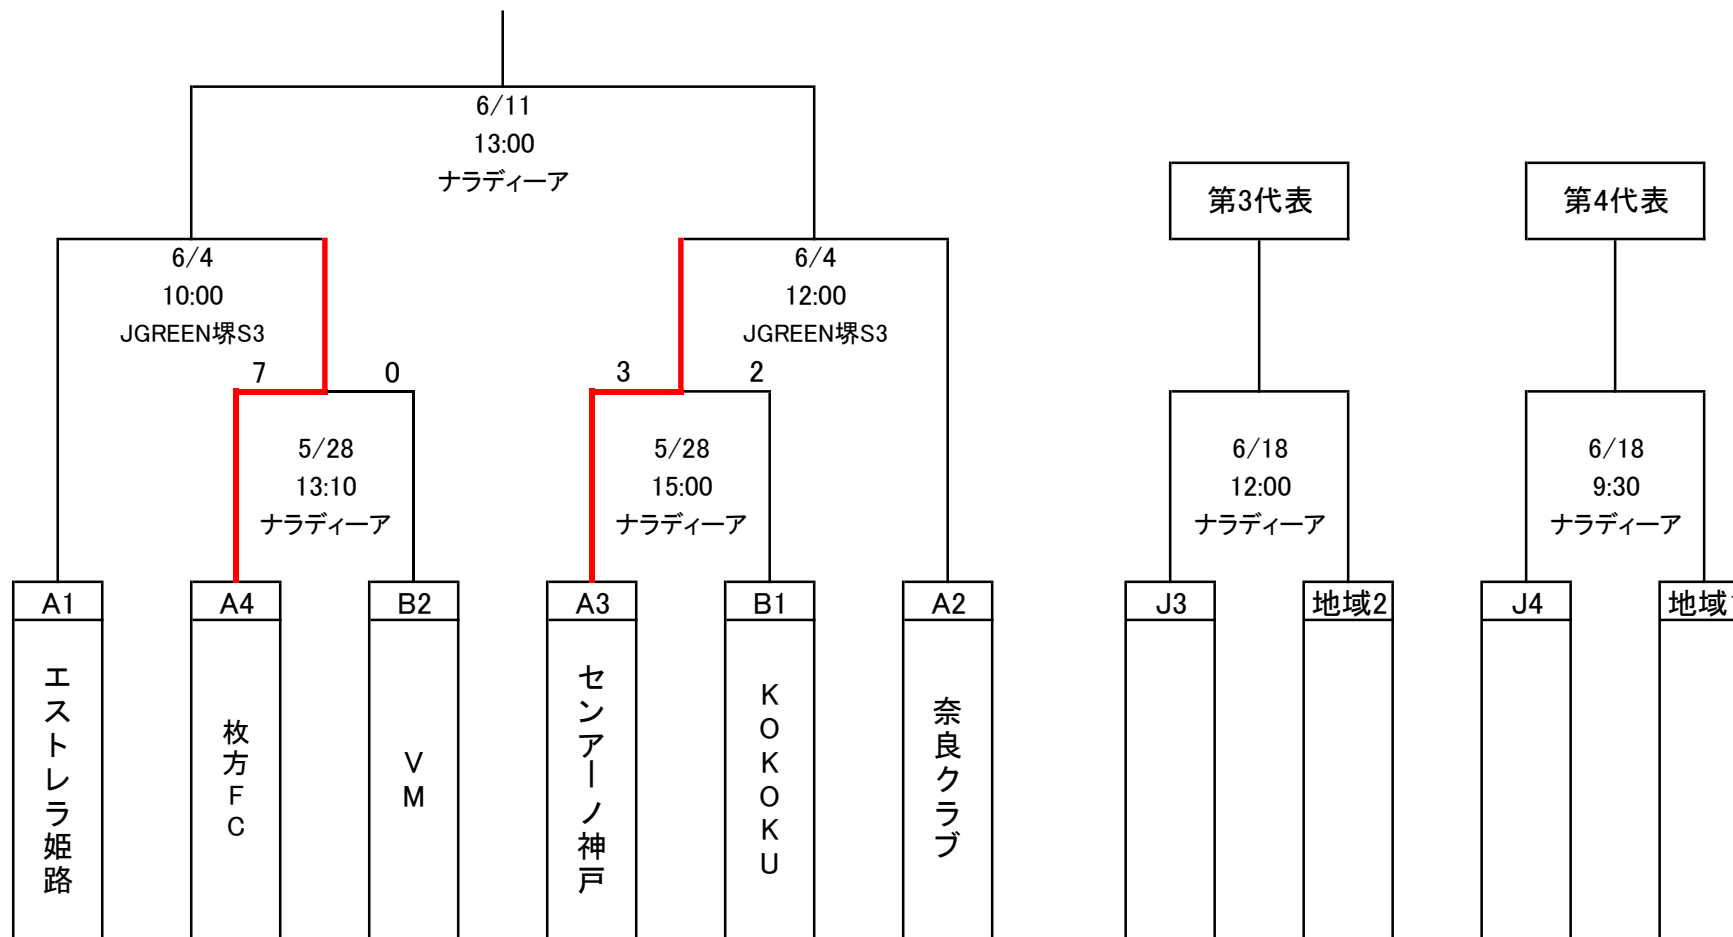 6/11
13:00
ナラディーア
第3代表
第4代表
6/4
10:00
JGREEN堺S3
6/4
12:00
JGREEN堺S3
7
0
3
2
5/28
13:10
ナラディーア
5/28
15:00
ナラディーア
6/18
12:00
ナラディーア
6/18
9:30
ナラディーア
A1
A4
B2
A3
B1
A2
J3
地域2
J4
地域1
エストレラ姫路
枚方FC
VM
センアーノ神戸
KOKOKU
奈良クラブ